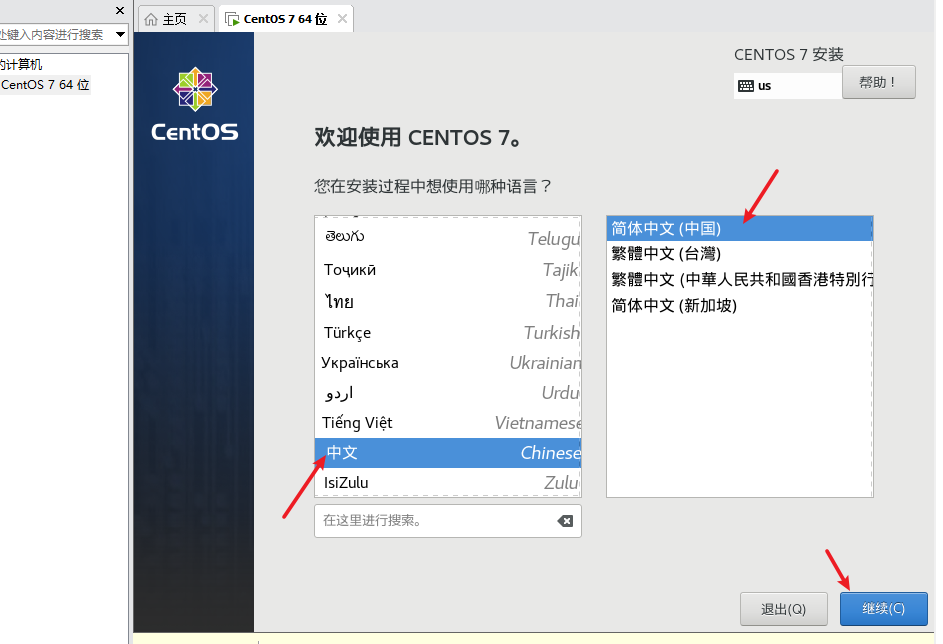 主页
CentOS 7 64 位
处键入内容进行搜索
的计算机
CentOS 7 64 位
CentOS
CENTOS 7 安装
us
帮助！
欢迎使用 CENTOS 7。
您在安装过程中想使用哪种语言？
తెలుగు Telugu
Тоҷикӣ Tajik
ไทย Thai
Türkçe Turkish
Українська Ukrainian
اردو Urdu
Tiếng Việt Vietnamese
中文 Chinese
IsiZulu Zulu
在这里进行搜索。
简体中文 (中国)
繁體中文 (台灣)
繁體中文 (中華人民共和國香港特別行
简体中文 (新加坡)
退出(Q)
继续(C)